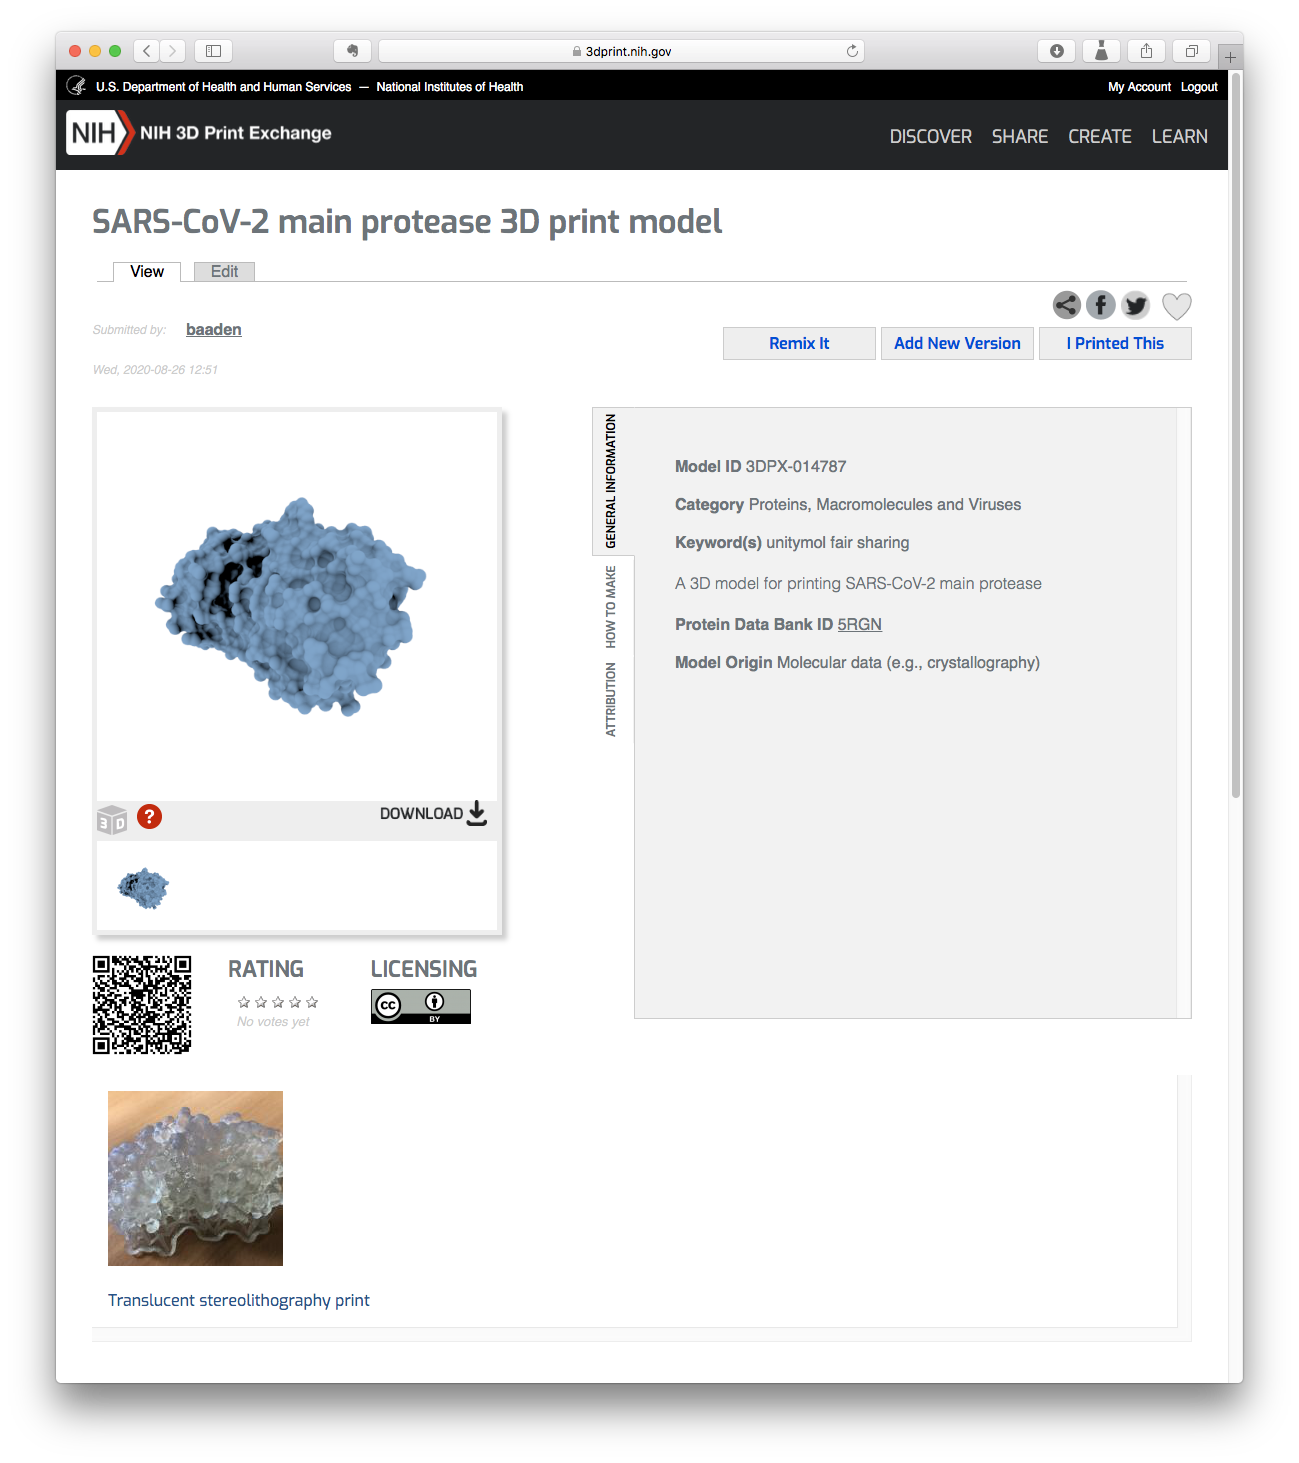 3dprint.nih.gov
U.S. Department of Health and Human Services — National Institutes of Health
My Account Logout
NIH NIH 3D Print Exchange
DISCOVER SHARE CREATE LEARN
SARS-CoV-2 main protease 3D print model
View Edit
Submitted by: baaden
Remix It Add New Version I Printed This
Wed, 2020-08-26 12:51
GENERAL INFORMATION
HOW TO MAKE
ATTRIBUTION
Model ID 3DPX-014787
Category Proteins, Macromolecules and Viruses
Keyword(s) unitymol fair sharing
A 3D model for printing SARS-CoV-2 main protease
Protein Data Bank ID 5RGN
Model Origin Molecular data (e.g., crystallography)
3D ? DOWNLOAD
RATING
No votes yet
LICENSING
CC BY
Translucent stereolithography print